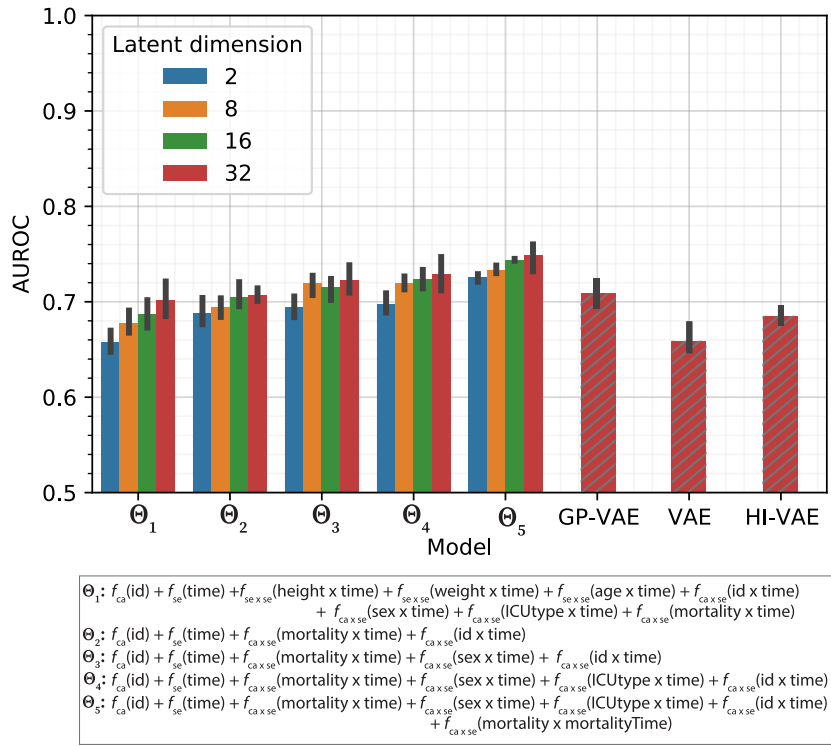 1.0
Latent dimension
2
8
16
32
0.9
0.8
0.7
0.6
0.5
AUROC
Θ1 Θ2 Θ3 Θ4 Θ5 GP-VAE VAE HI-VAE
Model
Θ1: fca(id) + fse(time) +fse x se(height x time) + fse x se(weight x time) + fse x se(age x time) + fca x se(id x time)
+ fca x se(sex x time) + fca x se(ICUtype x time) + fca x se(mortality x time)
Θ2: fca(id) + fse(time) + fca x se(mortality x time) + fca x se(id x time)
Θ3: fca(id) + fse(time) + fca x se(mortality x time) + fca x se(sex x time) + fca x se(id x time)
Θ4: fca(id) + fse(time) + fca x se(mortality x time) + fca x se(sex x time) + fca x se(ICUtype x time) + fca x se(id x time)
Θ5: fca(id) + fse(time) + fca x se(mortality x time) + fca x se(sex x time) + fca x se(ICUtype x time) + fca x se(id x time)
+ fca x se(mortality x mortalityTime)